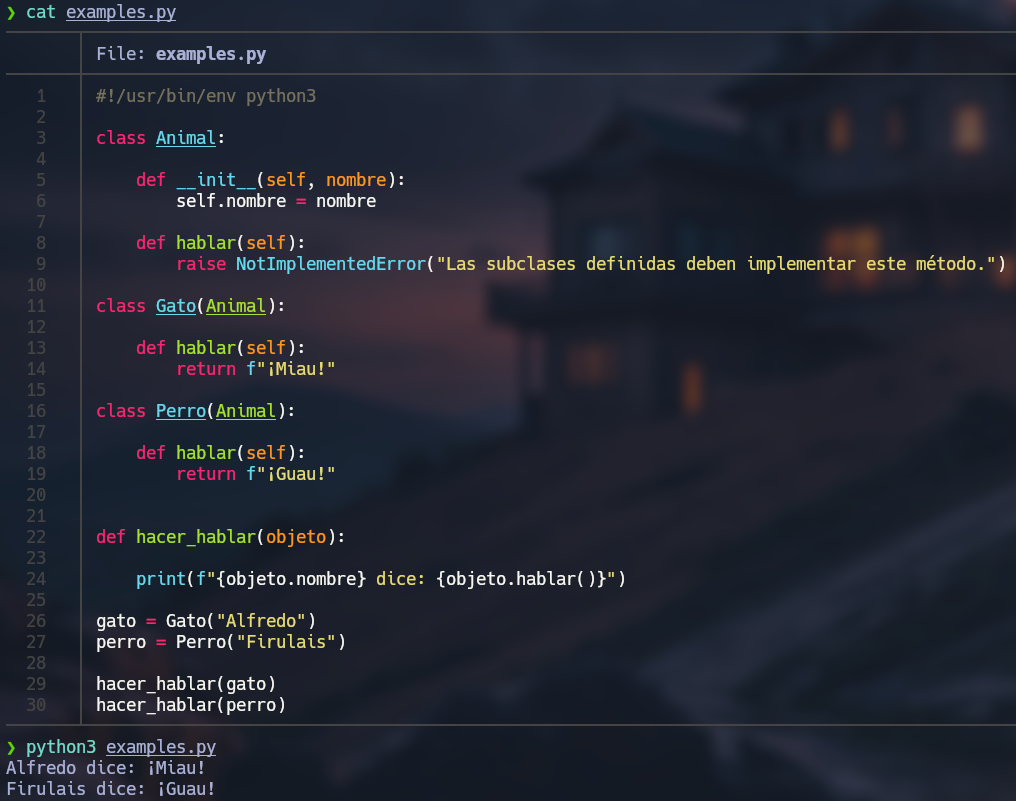 ❯ cat examples.py
File: examples.py
1 #!/usr/bin/env python3
2
3 class Animal:
4
5     def __init__(self, nombre):
6         self.nombre = nombre
7
8     def hablar(self):
9         raise NotImplementedError("Las subclases definidas deben implementar este método.")
10
11 class Gato(Animal):
12
13     def hablar(self):
14         return f"¡Miau!"
15
16 class Perro(Animal):
17
18     def hablar(self):
19         return f"¡Guau!"
20
21
22 def hacer_hablar(objeto):
23
24     print(f"{objeto.nombre} dice: {objeto.hablar()}")
25
26 gato = Gato("Alfredo")
27 perro = Perro("Firulais")
28
29 hacer_hablar(gato)
30 hacer_hablar(perro)
❯ python3 examples.py
Alfredo dice: ¡Miau!
Firulais dice: ¡Guau!